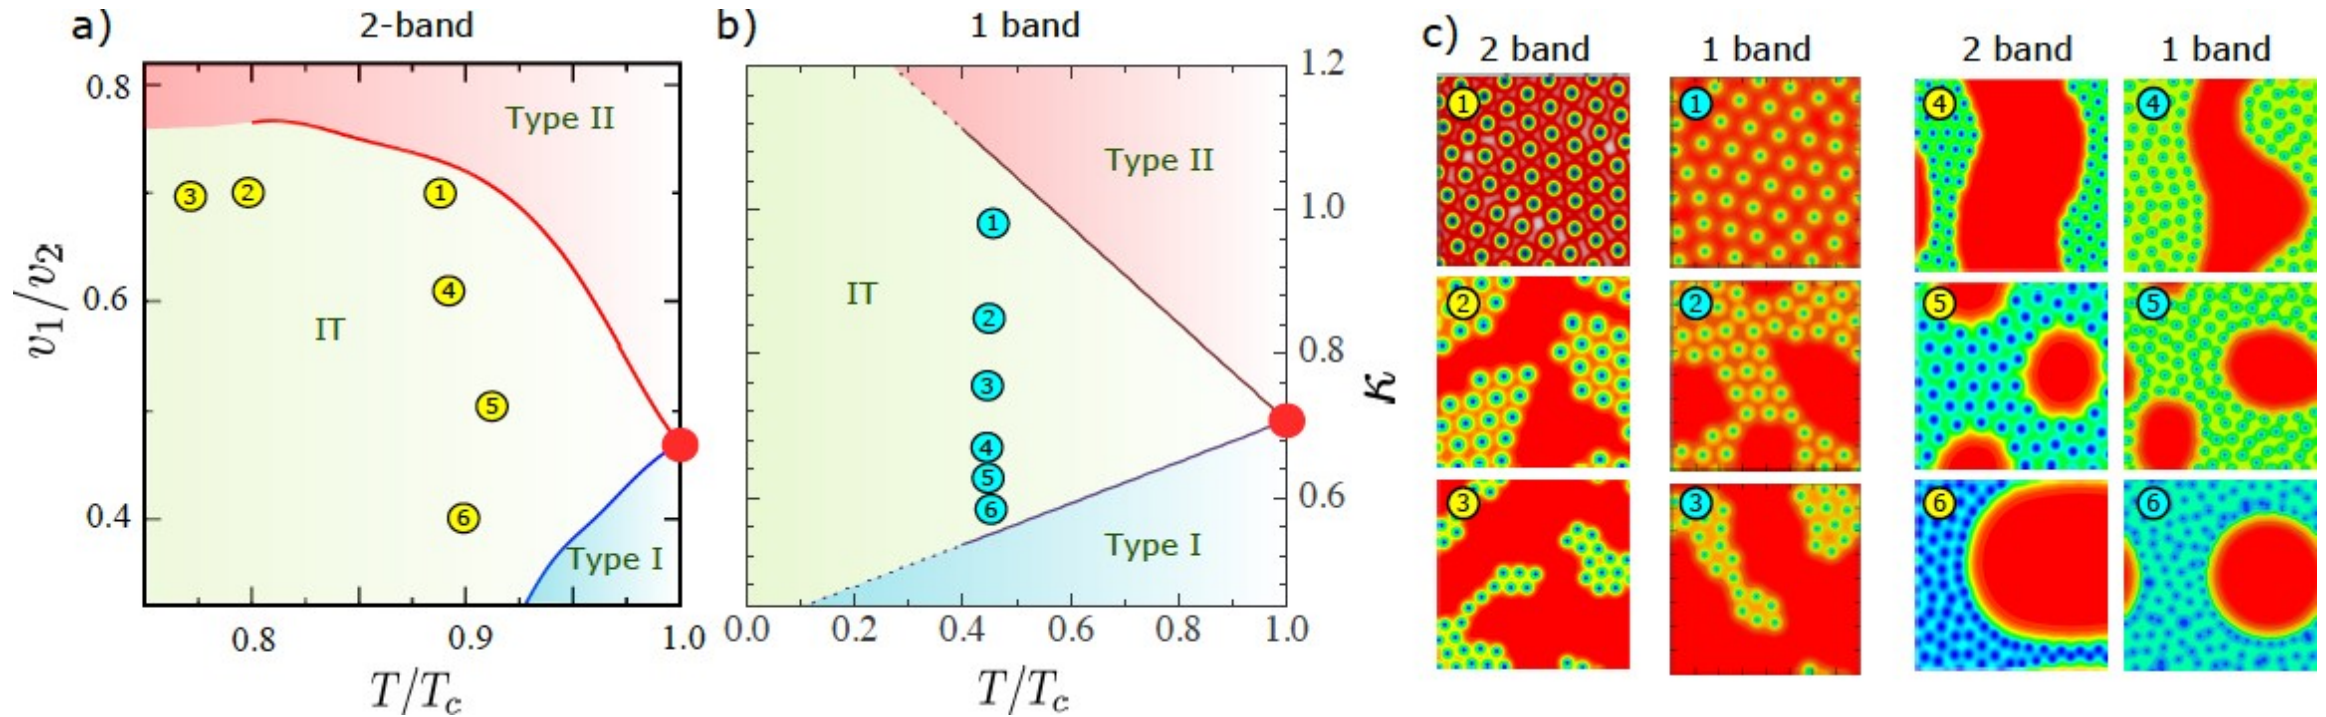 a) 2-band
0.8
0.6
0.4
v1/v2
Type II
3 2 1
4
IT
5
6
Type I
0.8 0.9 1.0
T/Tc
b) 1 band
Type II
IT
1
2
3
4
5
6
Type I
1.2
1.0
0.8
0.6
κ
0.0 0.2 0.4 0.6 0.8 1.0
T/Tc
c) 2 band 1 band 2 band 1 band
1 1 4 4
2 2 5 5
3 3 6 6